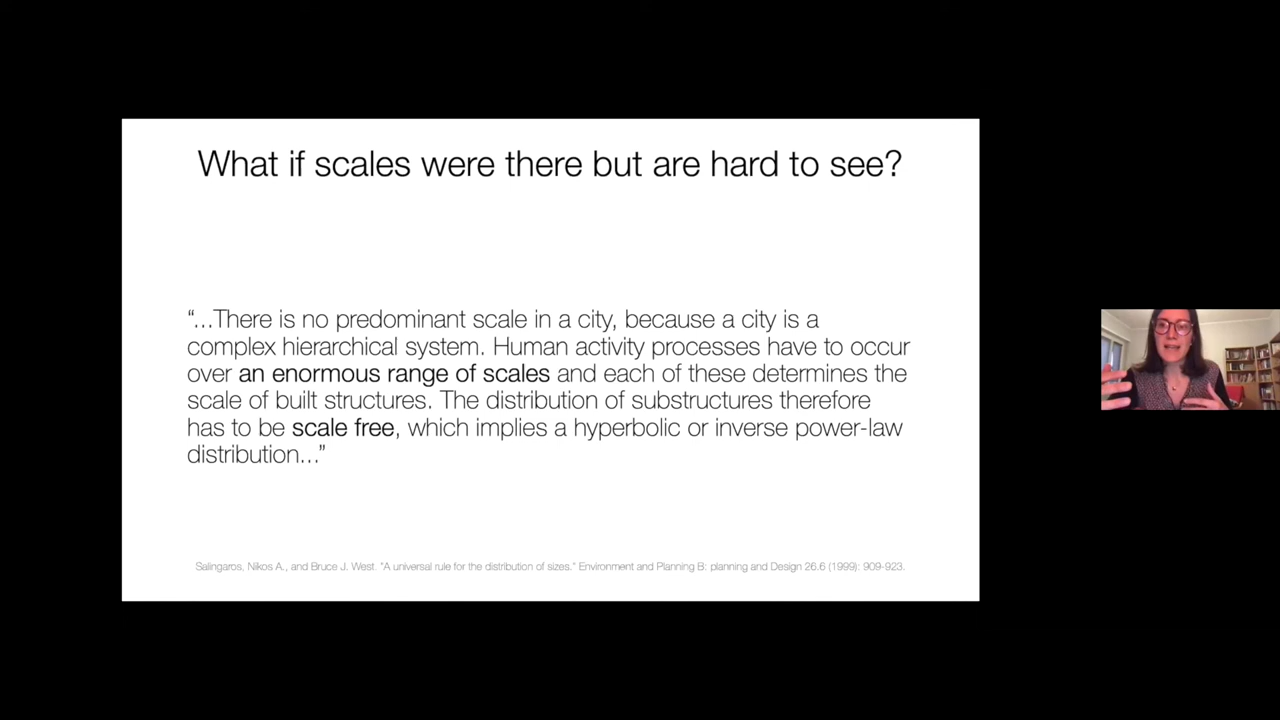 What if scales were there but are hard to see?
“...There is no predominant scale in a city, because a city is a
complex hierarchical system. Human activity processes have to occur
over an enormous range of scales and each of these determines the
scale of built structures. The distribution of substructures therefore
has to be scale free, which implies a hyperbolic or inverse power-law
distribution...”
Salingaros, Nikos A., and Bruce J. West. "A universal rule for the distribution of sizes." Environment and Planning B: planning and Design 26.6 (1999): 909-923.